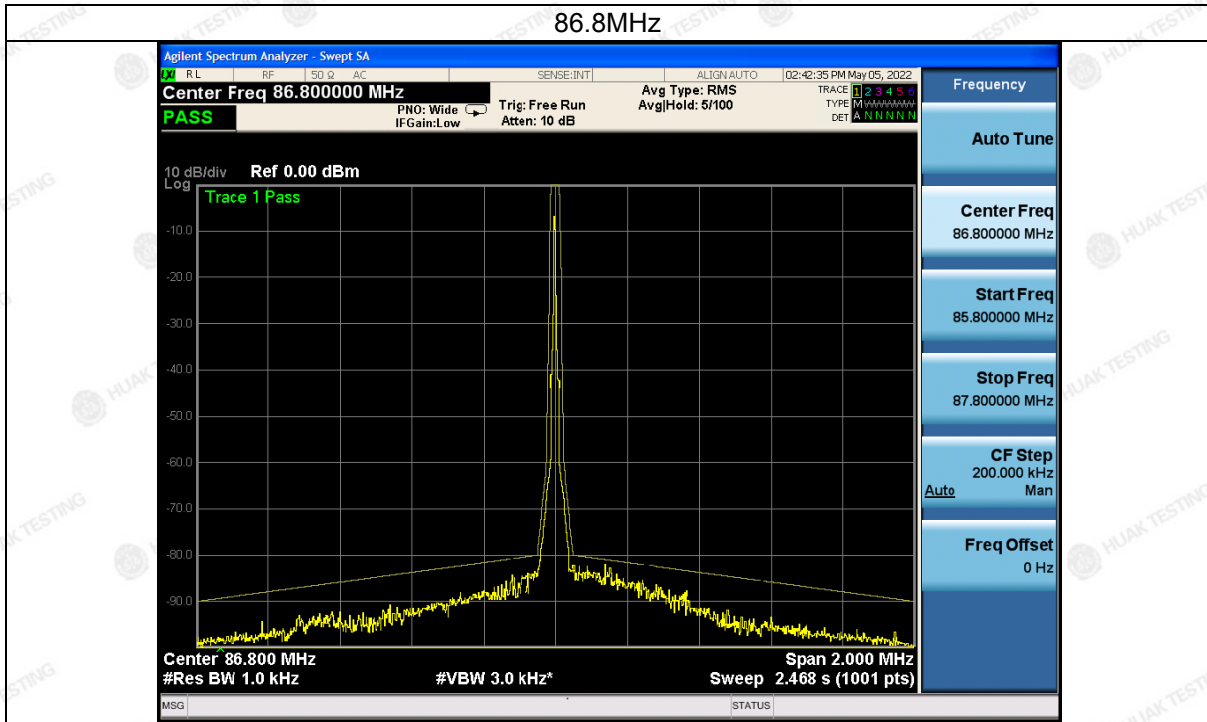 86.8MHz
Agilent Spectrum Analyzer - Swept SA
LXI RL RF 50 Ω AC SENSE:INT ALIGN AUTO 02:42:35 PM May 05, 2022
Center Freq 86.800000 MHz
PASS
PNO: Wide
IFGain:Low
Trig: Free Run
Atten: 10 dB
Avg Type: RMS
Avg|Hold: 5/100
TRACE 1 2 3 4 5 6
TYPE M
DET A N N N N N
10 dB/div Ref 0.00 dBm
Log
Trace 1 Pass
-10.0
-20.0
-30.0
-40.0
-50.0
-60.0
-70.0
-80.0
-90.0
Center 86.800 MHz Span 2.000 MHz
#Res BW 1.0 kHz #VBW 3.0 kHz* Sweep 2.468 s (1001 pts)
MSG STATUS
Frequency
Auto Tune
Center Freq
86.800000 MHz
Start Freq
85.800000 MHz
Stop Freq
87.800000 MHz
CF Step
200.000 kHz
Auto Man
Freq Offset
0 Hz
HUAK TESTING